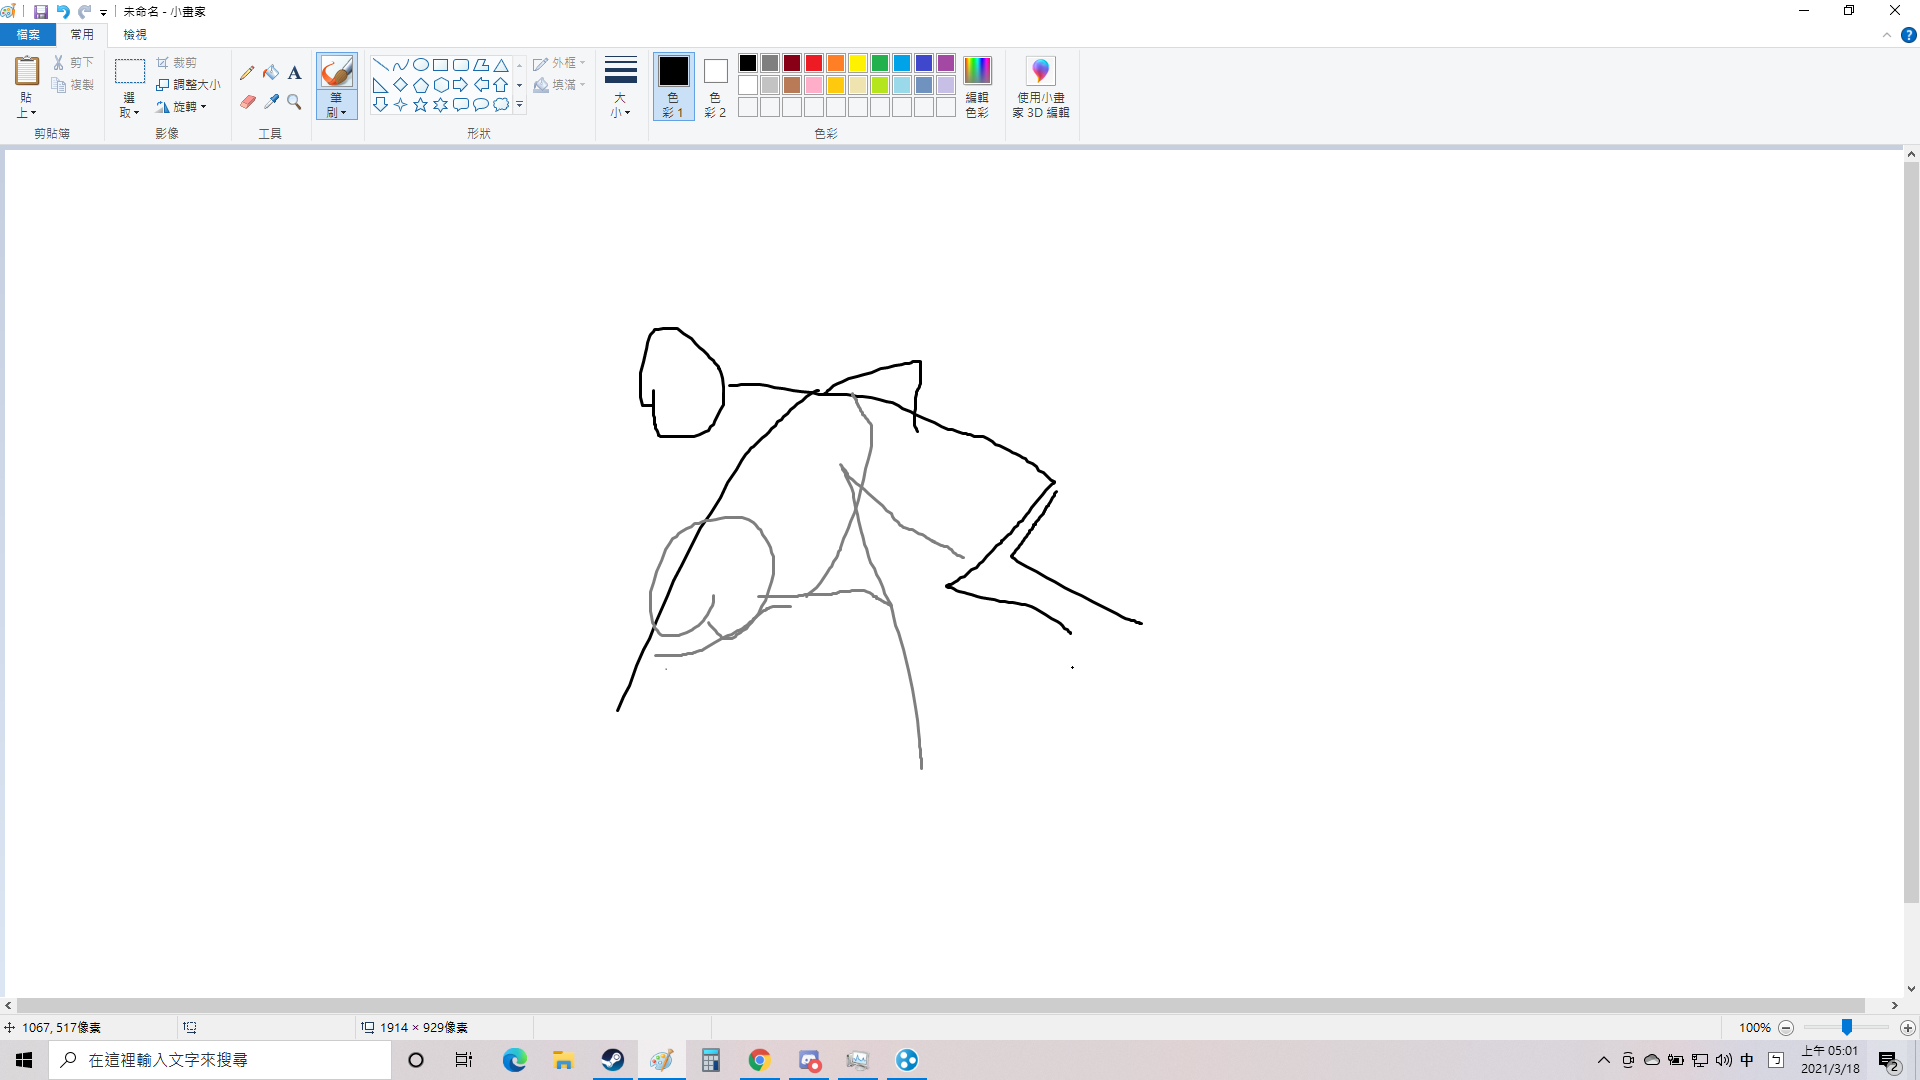 未命名 - 小畫家
檔案 常用 檢視
貼上 剪下 複製
選取 裁剪 調整大小 旋轉
A
筆刷
外框 填滿
大小
色彩 1
色彩 2
編輯色彩
使用小畫家 3D 編輯
剪貼簿 影像 工具 形狀 色彩
1067, 517像素 1914 × 929像素 100%
在這裡輸入文字來搜尋
中
上午 05:01
2021/3/18
2